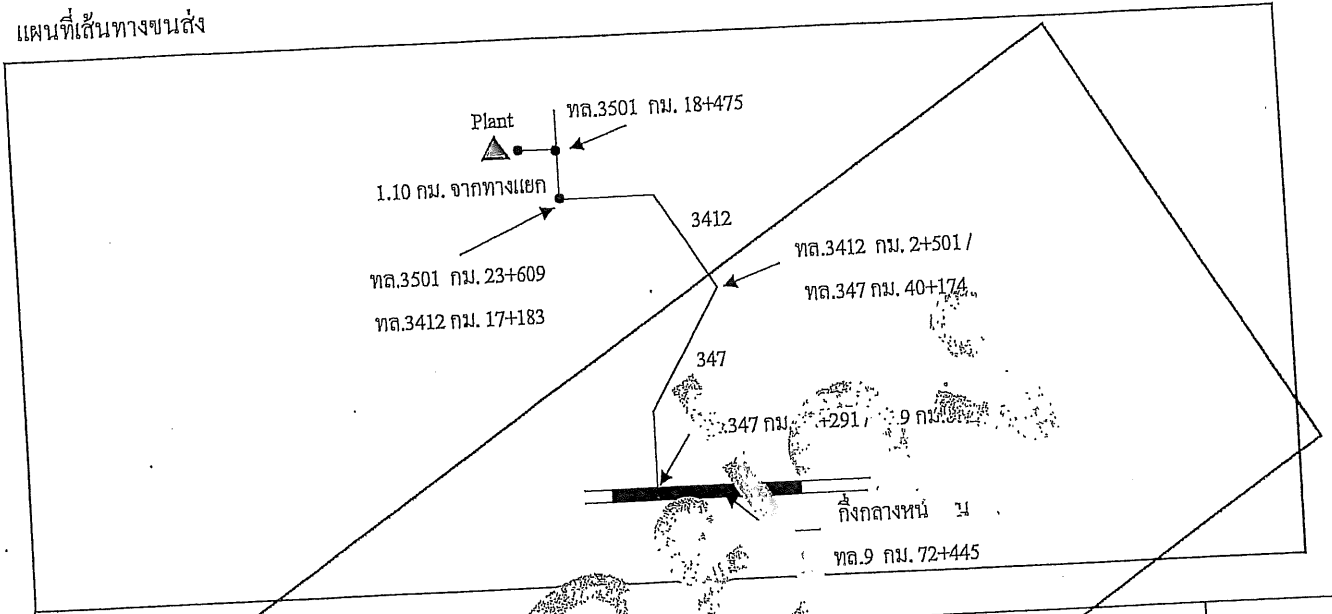 แผนที่เส้นทางขนส่ง
Plant
ทล.3501 กม. 18+475
1.10 กม. จากทางแยก
3412
ทล.3501 กม. 23+609
ทล.3412 กม. 17+183
ทล.3412 กม. 2+501 /
ทล.347 กม. 40+174
347
347 กม. +291 / 9 กม.
กึ่งกลางหน้
ทล.9 กม. 72+445